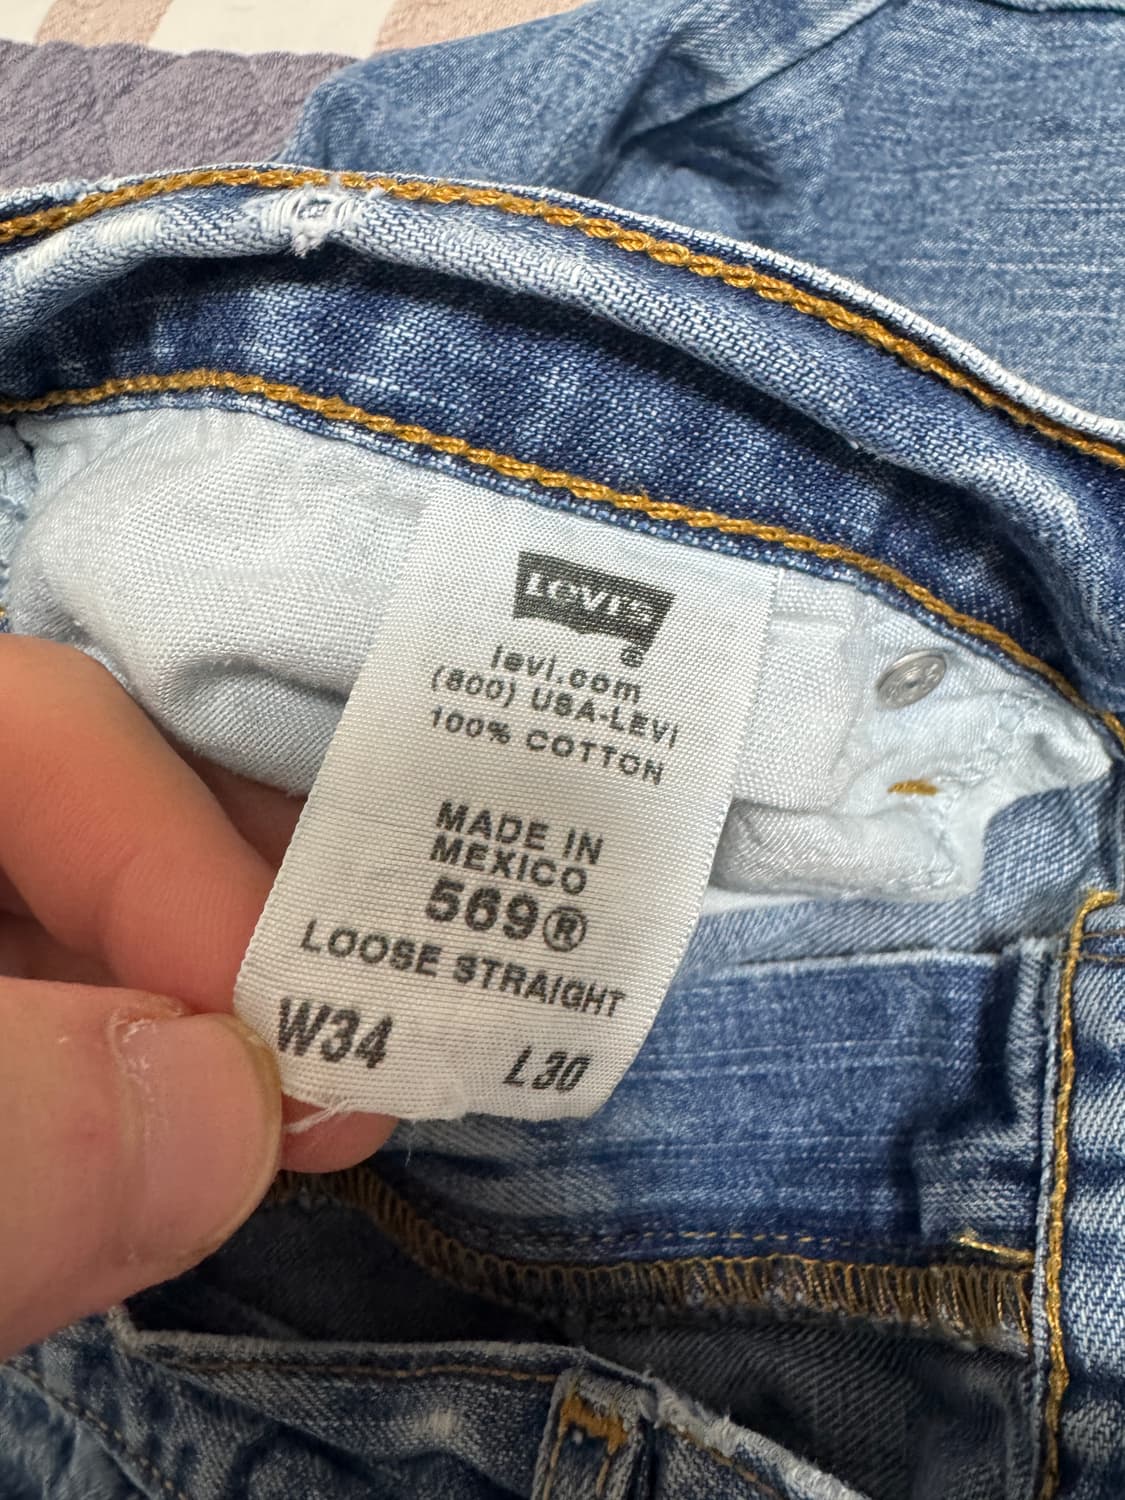 Levi's
®
levi.com
(800) USA-LEVI
100% COTTON
MADE IN
MEXICO
569®
LOOSE STRAIGHT
W34 L30